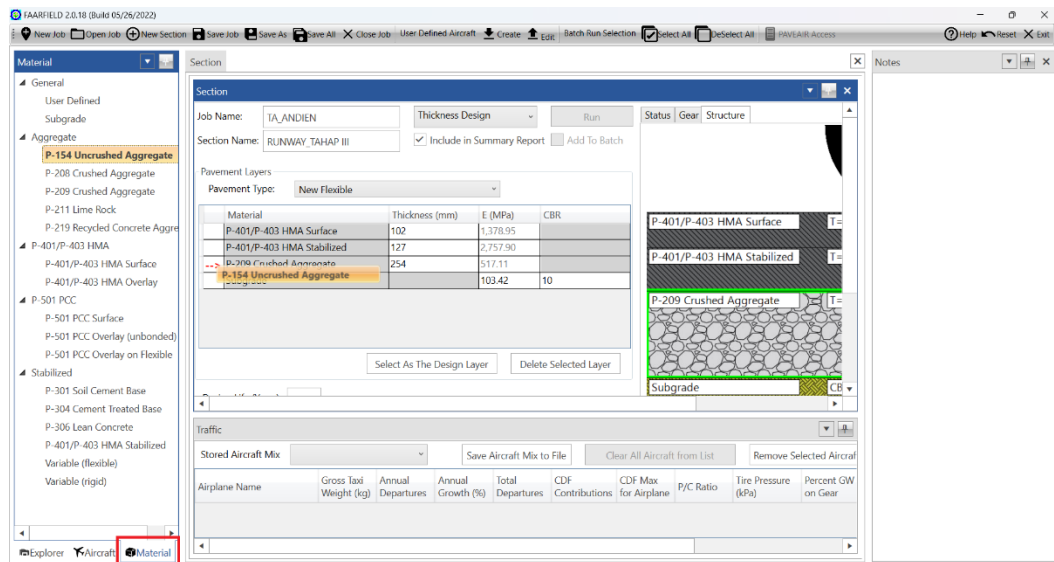 FAARFIELD 2.0.18 (Build 05/26/2022)
New Job Open Job New Section Save Job Save As Save All Close Job User Defined Aircraft Create Edit Batch Run Selection Select All DeSelect All PAVEAIR Access Help Reset Exit
Material
General
User Defined
Subgrade
Aggregate
P-154 Uncrushed Aggregate
P-208 Crushed Aggregate
P-209 Crushed Aggregate
P-211 Lime Rock
P-219 Recycled Concrete Aggre
P-401/P-403 HMA
P-401/P-403 HMA Surface
P-401/P-403 HMA Overlay
P-501 PCC
P-501 PCC Surface
P-501 PCC Overlay (unbonded)
P-501 PCC Overlay on Flexible
Stabilized
P-301 Soil Cement Base
P-304 Cement Treated Base
P-306 Lean Concrete
P-401/P-403 HMA Stabilized
Variable (flexible)
Variable (rigid)
Explorer Aircraft Material
Section
Section
Job Name: TA_ANDIEN Thickness Design Run
Section Name: RUNWAY_TAHAP III Include in Summary Report Add To Batch
Pavement Layers
Pavement Type: New Flexible
Material Thickness (mm) E (MPa) CBR
P-401/P-403 HMA Surface 102 1,378.95
P-401/P-403 HMA Stabilized 127 2,757.90
--> P-209 Crushed Aggregate 254 517.11
P-154 Uncrushed Aggregate
Subgrade 103.42 10
Select As The Design Layer Delete Selected Layer
Status Gear Structure
P-401/P-403 HMA Surface T=
P-401/P-403 HMA Stabilized T=
P-209 Crushed Aggregate T=
Subgrade CB
Traffic
Stored Aircraft Mix Save Aircraft Mix to File Clear All Aircraft from List Remove Selected Aircraf
Airplane Name Gross Taxi Weight (kg) Annual Departures Annual Growth (%) Total Departures CDF Contributions CDF Max for Airplane P/C Ratio Tire Pressure (kPa) Percent GW on Gear
Notes